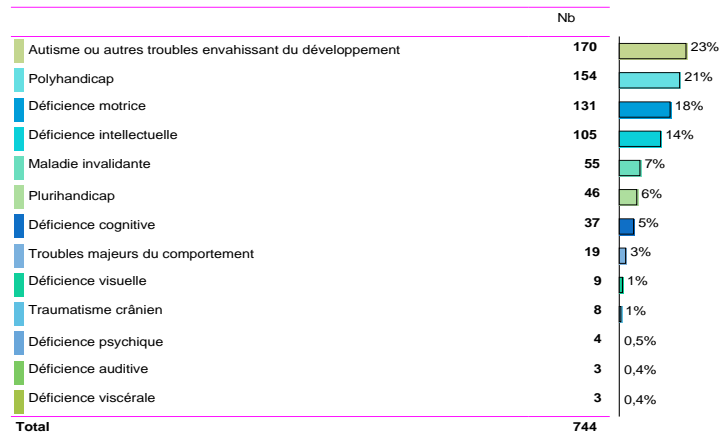 Nb
Autisme ou autres troubles envahissant du développement 170 23%
Polyhandicap 154 21%
Déficience motrice 131 18%
Déficience intellectuelle 105 14%
Maladie invalidante 55 7%
Plurihandicap 46 6%
Déficience cognitive 37 5%
Troubles majeurs du comportement 19 3%
Déficience visuelle 9 1%
Traumatisme crânien 8 1%
Déficience psychique 4 0,5%
Déficience auditive 3 0,4%
Déficience viscérale 3 0,4%
Total 744